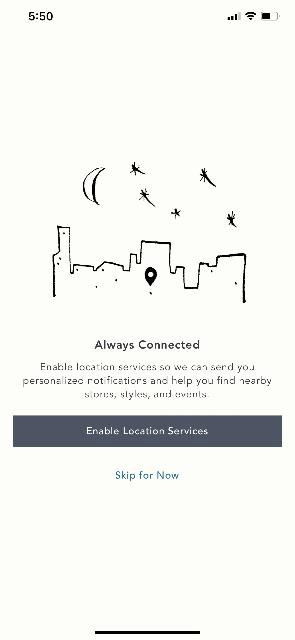 5:50
Always Connected
Enable location services so we can send you
personalized notifications and help you find nearby
stores, styles, and events.
Enable Location Services
Skip for Now